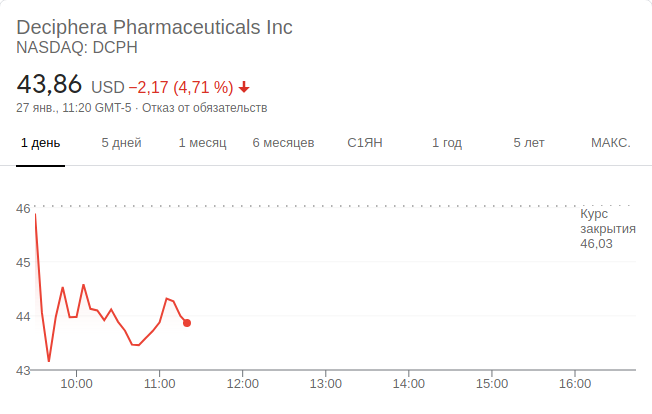 Deciphera Pharmaceuticals Inc
NASDAQ: DCPH
43,86 USD −2,17 (4,71 %)
27 янв., 11:20 GMT-5 · Отказ от обязательств
1 день 5 дней 1 месяц 6 месяцев С1ЯН 1 год 5 лет МАКС.
46
Курс
закрытия
46,03
45
44
43
10:00 11:00 12:00 13:00 14:00 15:00 16:00